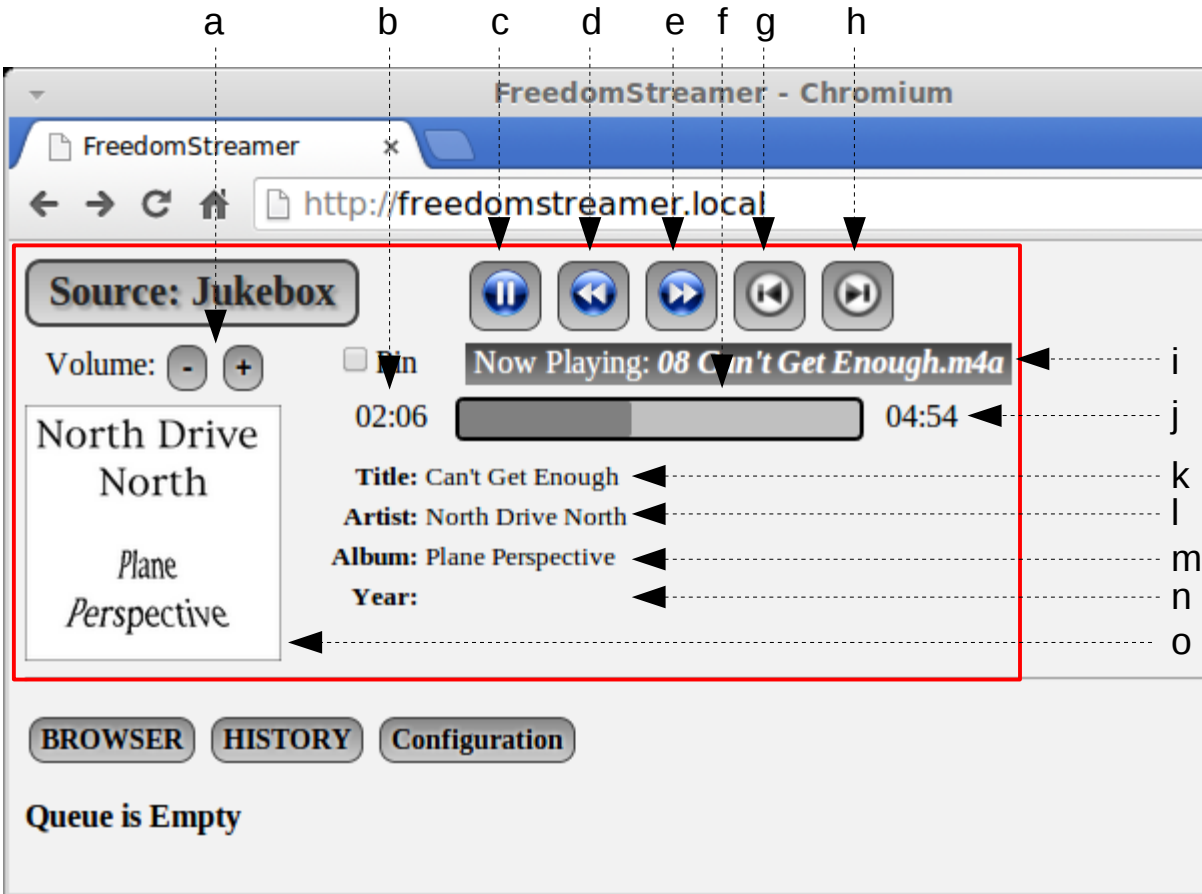 a b c d e f g h
FreedomStreamer - Chromium
FreedomStreamer ×
http://freedomstreamer.local
Source: Jukebox
Volume: - +
Pin
Now Playing: 08 Can't Get Enough.m4a
i
02:06
04:54
j
Title: Can't Get Enough
k
Artist: North Drive North
l
Album: Plane Perspective
m
Year:
n
North Drive
North
Plane
Perspective
o
BROWSER HISTORY Configuration
Queue is Empty